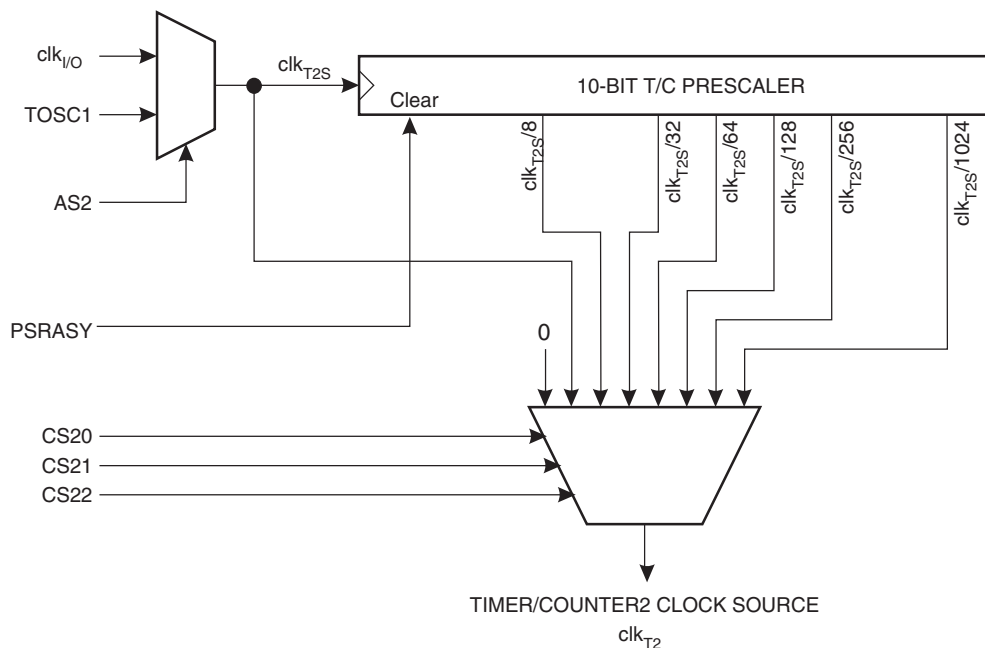 clkI/O
clkT2S
10-BIT T/C PRESCALER
TOSC1
Clear
clkT2S/8
clkT2S/32
clkT2S/64
clkT2S/128
clkT2S/256
clkT2S/1024
AS2
PSRASY
0
CS20
CS21
CS22
TIMER/COUNTER2 CLOCK SOURCE
clkT2